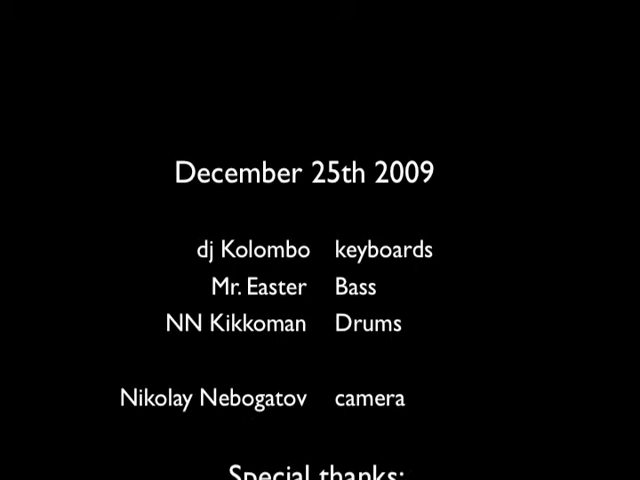 December 25th 2009
dj Kolombo keyboards
Mr. Easter Bass
NN Kikkoman Drums
Nikolay Nebogatov camera
Special thanks: